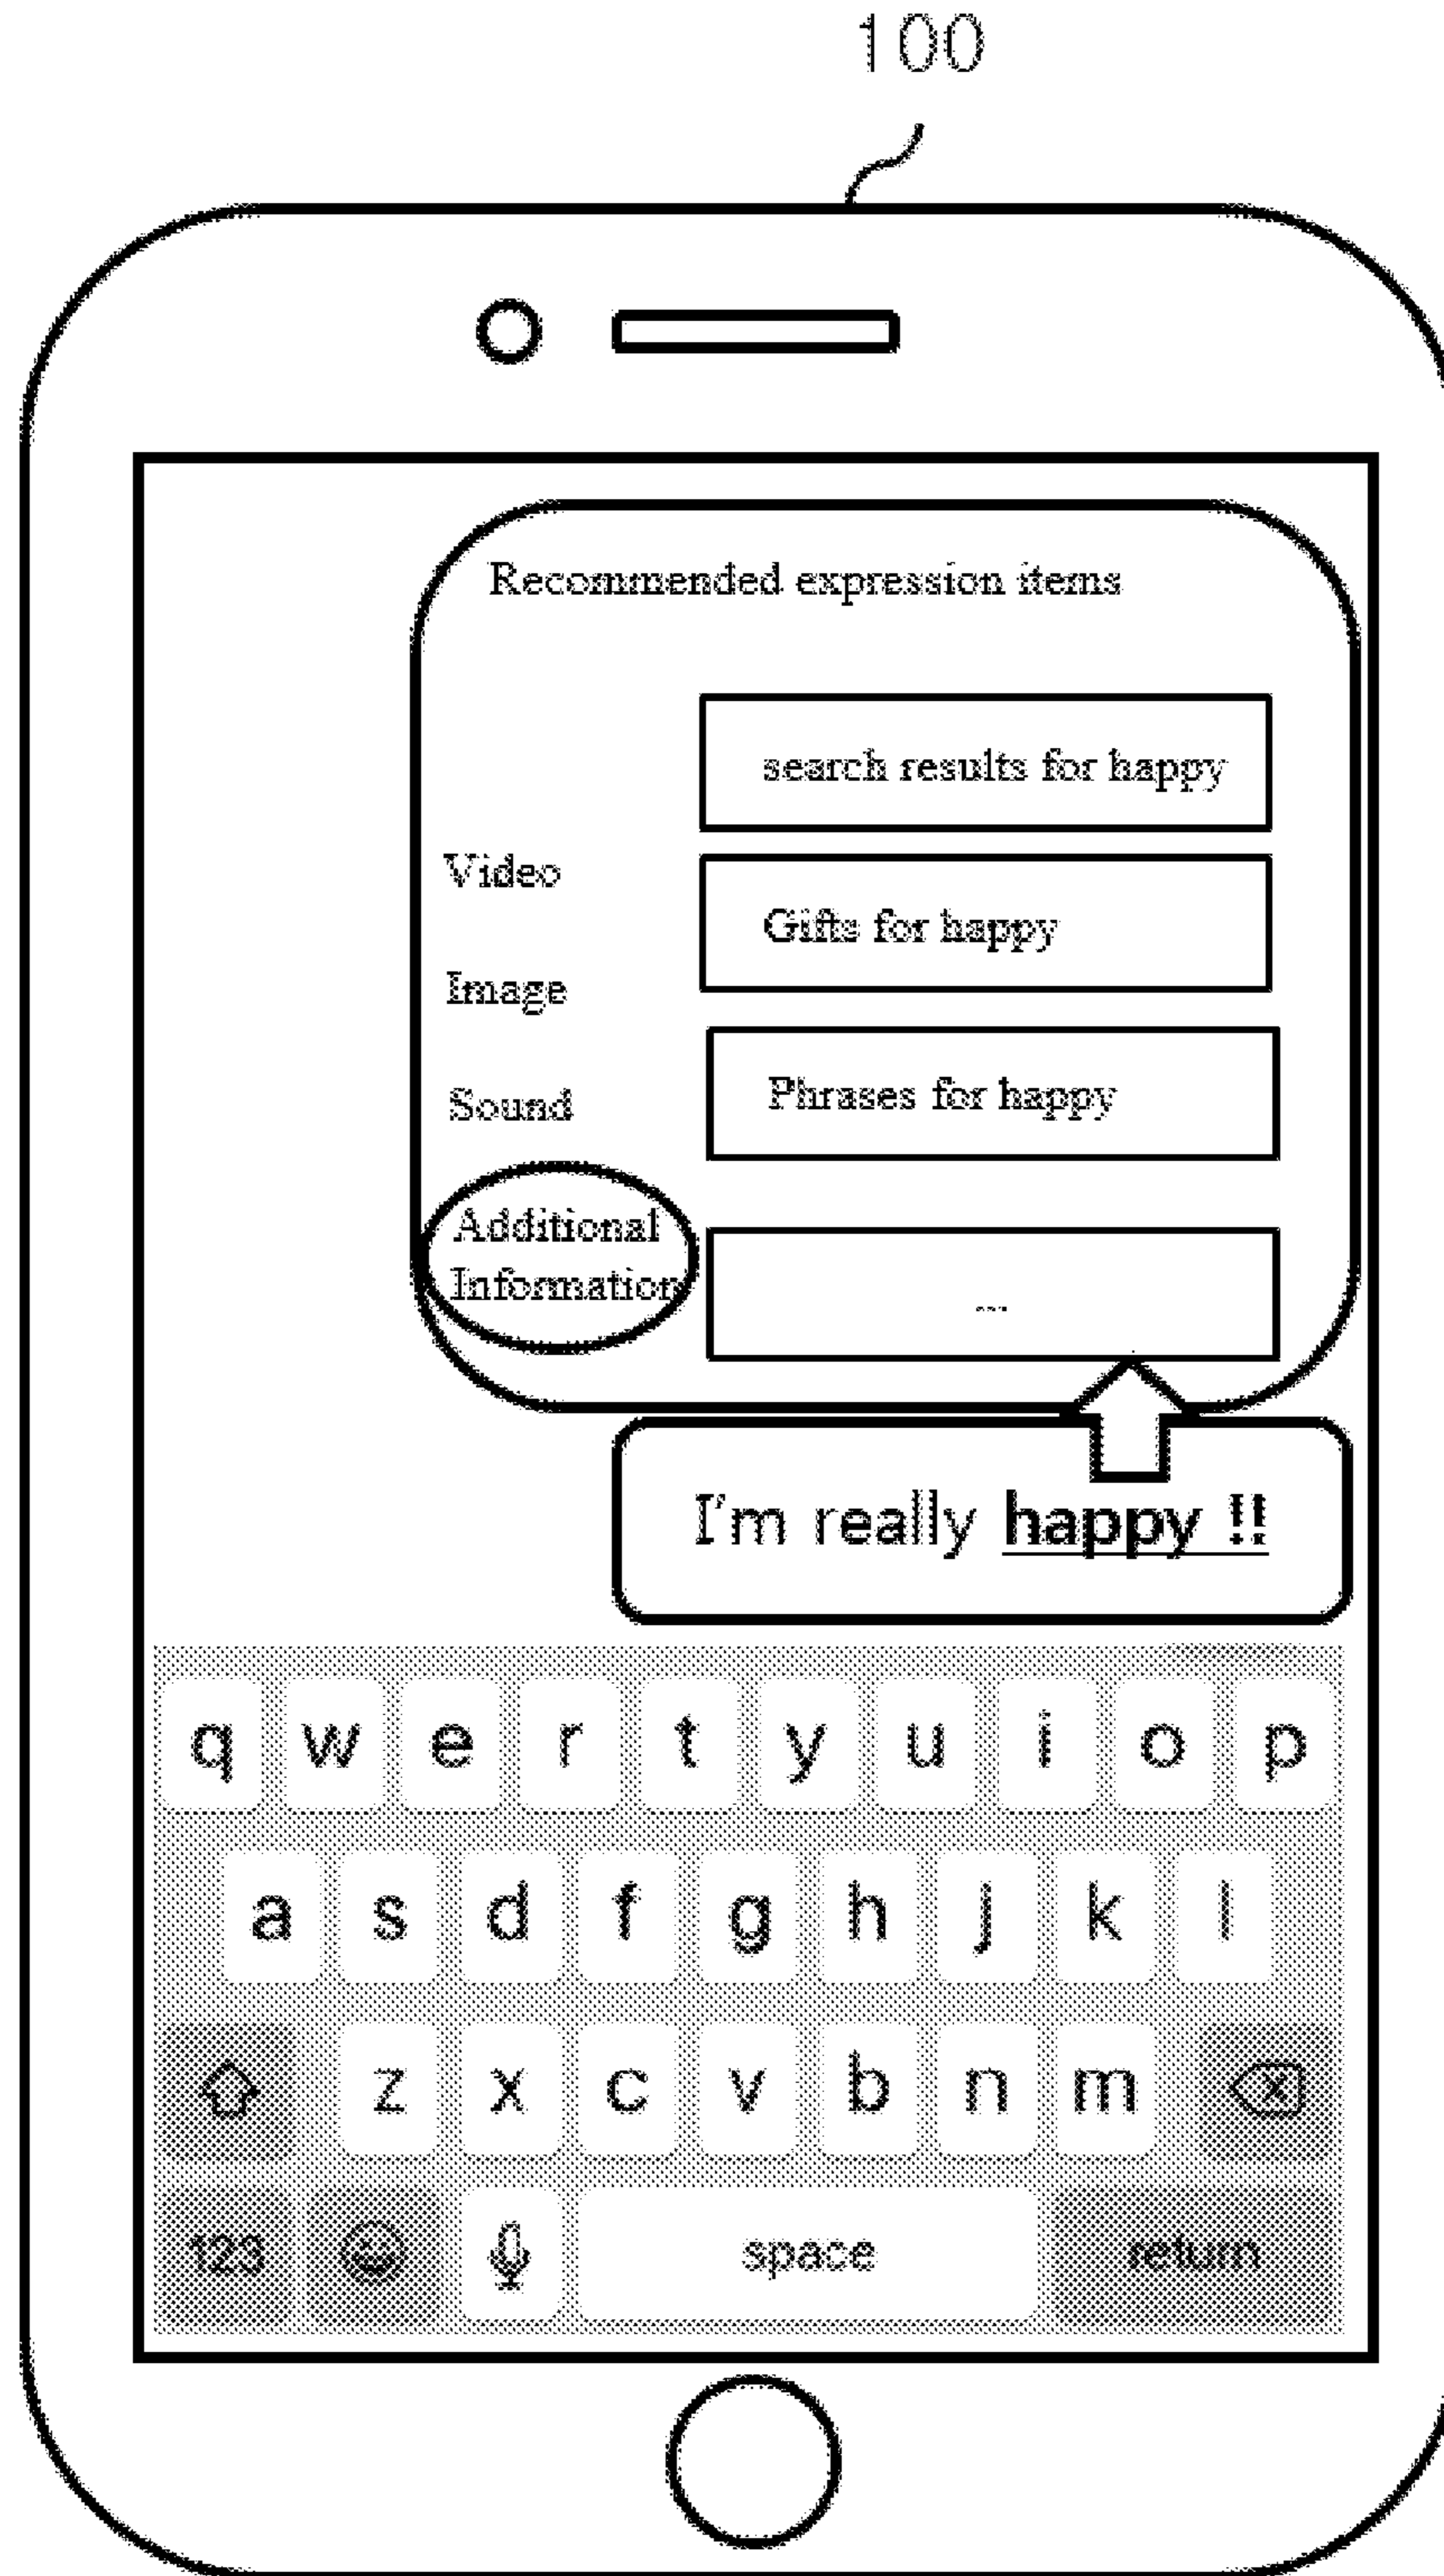 100
Recommended expression items
search results for happy
Video
Gifts for happy
Image
Phrases for happy
Sound
Additional
Information
...
I'm really happy !!
q w e r t y u i o p
a s d f g h j k l
z x c v b n m
123 space return